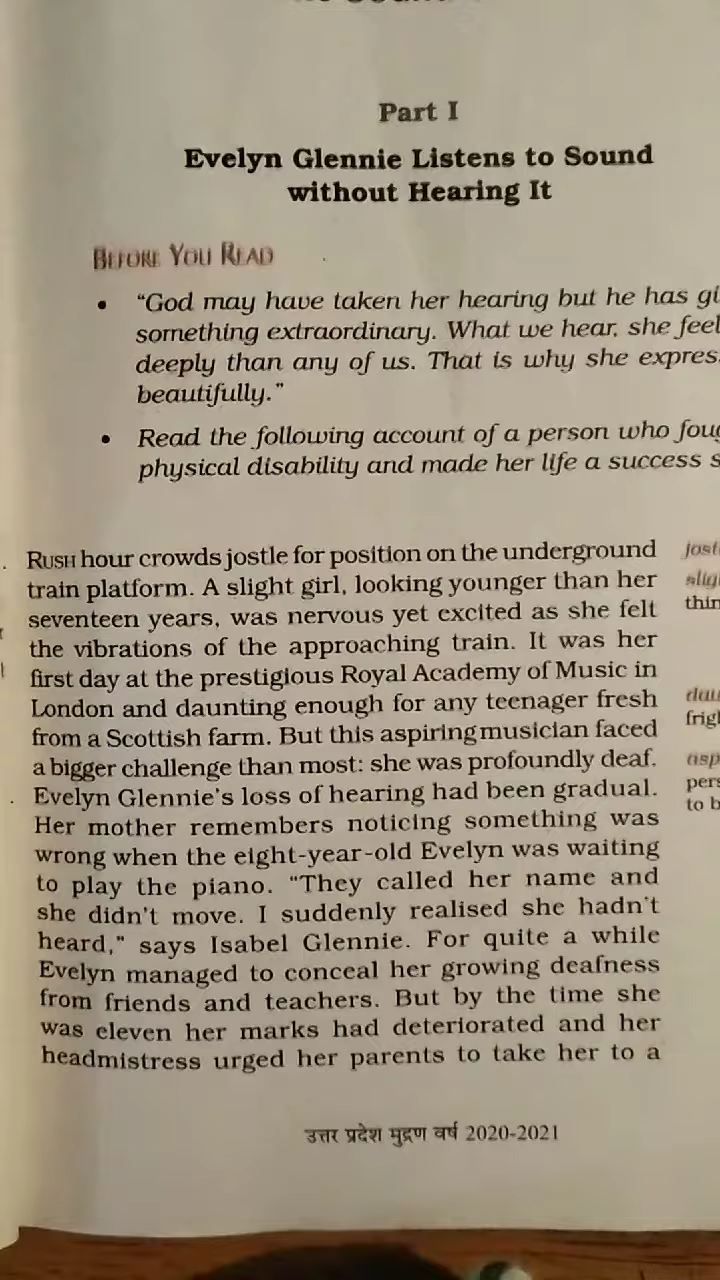 Part I
Evelyn Glennie Listens to Sound
without Hearing It
BEFORE YOU READ
• "God may have taken her hearing but he has
something extraordinary. What we hear, she
deeply than any of us. That is why she
beautifully."
• Read the following account of a person who
physical disability and made her life a success
RUSH hour crowds jostle for position on the underground
train platform. A slight girl, looking younger than her
seventeen years, was nervous yet excited as she felt
the vibrations of the approaching train. It was her
first day at the prestigious Royal Academy of Music in
London and daunting enough for any teenager fresh
from a Scottish farm. But this aspiring musician faced
a bigger challenge than most: she was profoundly deaf.
Evelyn Glennie's loss of hearing had been gradual.
Her mother remembers noticing something was
wrong when the eight-year-old Evelyn was waiting
to play the piano. "They called her name and
she didn't move. I suddenly realised she hadn't
heard," says Isabel Glennie. For quite a while
Evelyn managed to conceal her growing deafness
from friends and teachers. But by the time she
was eleven her marks had deteriorated and her
headmistress urged her parents to take her to a
to b
उत्तर प्रदेश मुद्रण वर्ष 2020-2021